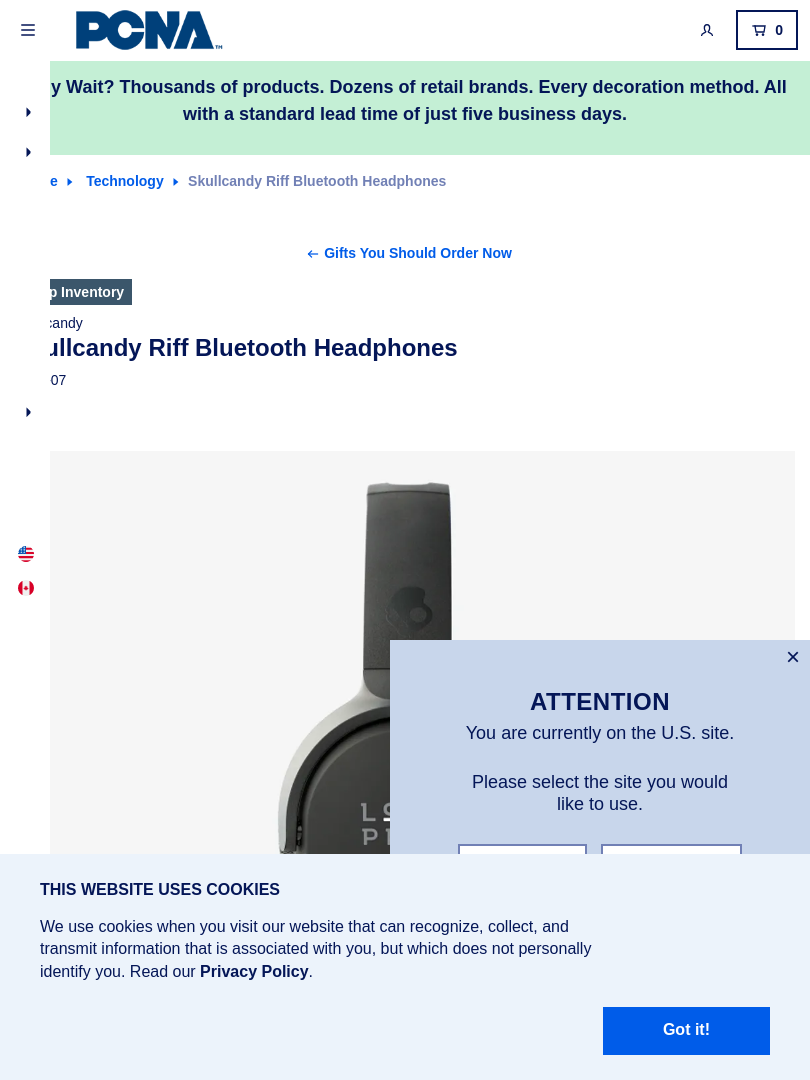 PCNA™
0
y Wait? Thousands of products. Dozens of retail brands. Every decoration method. All
with a standard lead time of just five business days.
e Technology Skullcandy Riff Bluetooth Headphones
← Gifts You Should Order Now
p Inventory
candy
ullcandy Riff Bluetooth Headphones
07
ATTENTION
You are currently on the U.S. site.
Please select the site you would
like to use.
THIS WEBSITE USES COOKIES
We use cookies when you visit our website that can recognize, collect, and
transmit information that is associated with you, but which does not personally
identify you. Read our Privacy Policy.
Got it!